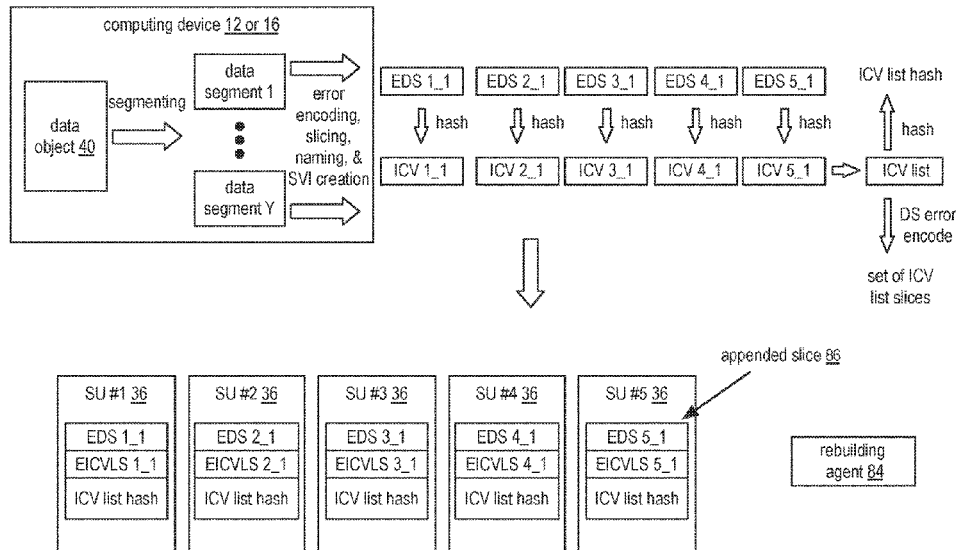 computing device 12 or 16
data
object 40
segmenting
data
segment 1
data
segment Y
error
encoding,
slicing,
naming, &
SVI creation
EDS 1_1
EDS 2_1
EDS 3_1
EDS 4_1
EDS 5_1
hash
hash
hash
hash
hash
ICV 1_1
ICV 2_1
ICV 3_1
ICV 4_1
ICV 5_1
ICV list hash
hash
ICV list
DS error
encode
set of ICV
list slices
appended slice 86
SU #1 36
EDS 1_1
EICVLS 1_1
ICV list hash
SU #2 36
EDS 2_1
EICVLS 2_1
ICV list hash
SU #3 36
EDS 3_1
EICVLS 3_1
ICV list hash
SU #4 36
EDS 4_1
EICVLS 4_1
ICV list hash
SU #5 36
EDS 5_1
EICVLS 5_1
ICV list hash
rebuilding
agent 84